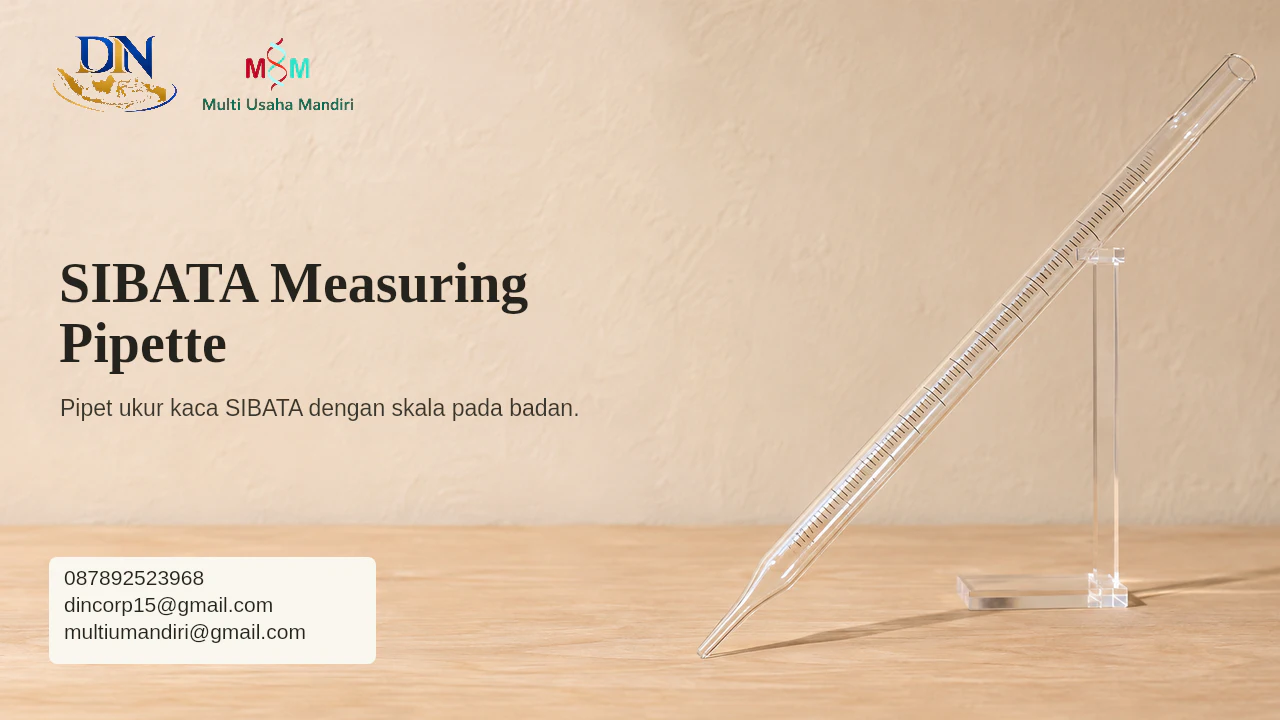 DIN
MSM
Multi Usaha Mandiri
SIBATA Measuring
Pipette
Pipet ukur kaca SIBATA dengan skala pada badan.
087892523968
dincorp15@gmail.com
multiumandiri@gmail.com